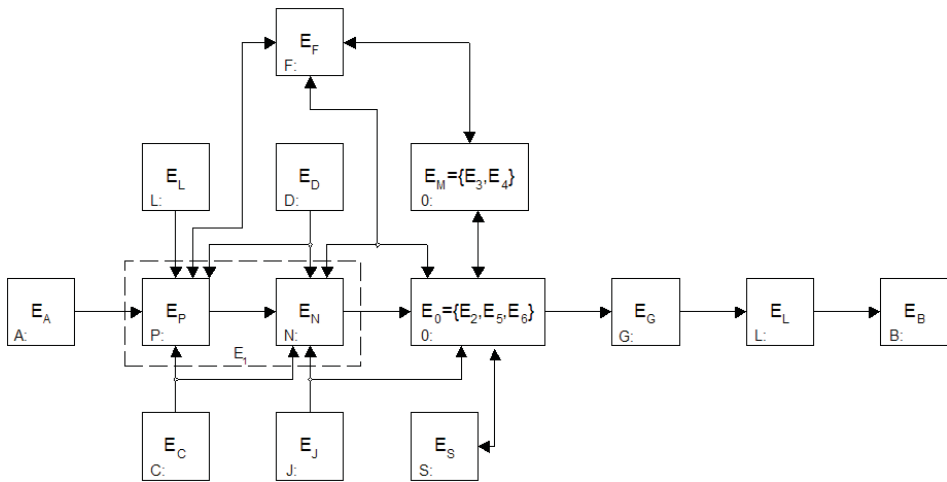 E_F
F:
E_L
L:
E_D
D:
E_M={E_3,E_4}
0:
E_A
A:
E_P
P:
E_N
N:
E_0={E_2,E_5,E_6}
0:
E_G
G:
E_L
L:
E_B
B:
E_1
E_C
C:
E_J
J:
E_S
S: